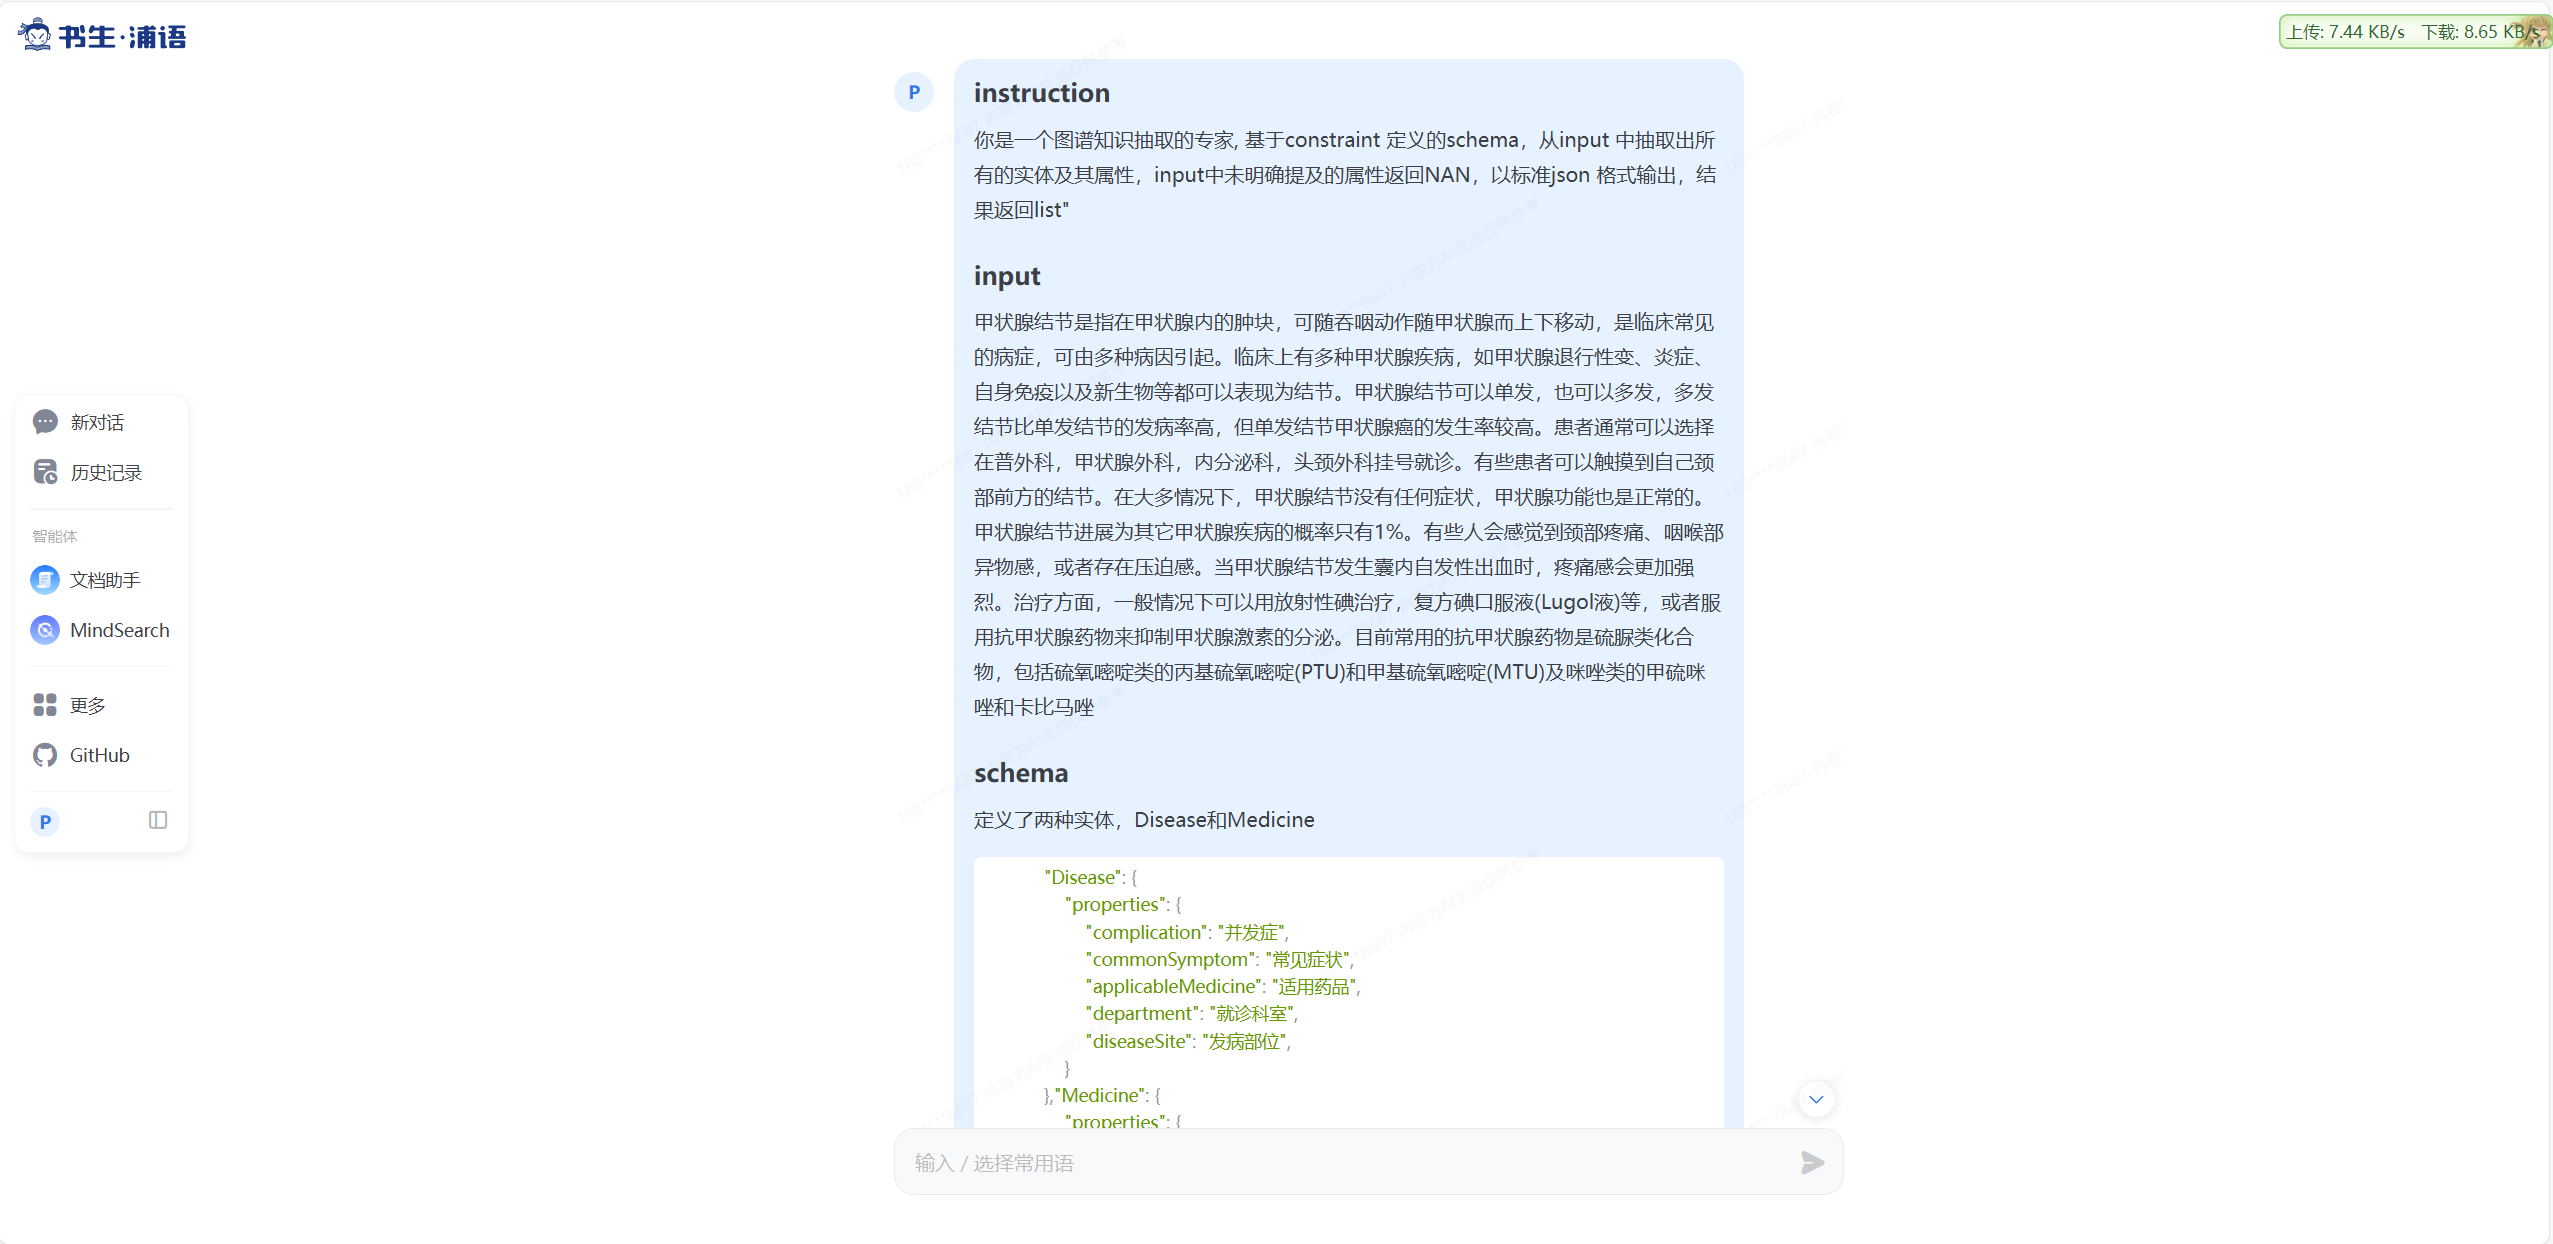 书生·浦语
上传: 7.44 KB/s 下载: 8.65 KB/s
新对话
历史记录
智能体
文档助手
MindSearch
更多
GitHub
P
P
instruction
你是一个图谱知识抽取的专家, 基于constraint 定义的schema，从input 中抽取出所
有的实体及其属性，input中未明确提及的属性返回NAN，以标准json 格式输出，结
果返回list"
input
甲状腺结节是指在甲状腺内的肿块，可随吞咽动作随甲状腺而上下移动，是临床常见
的病症，可由多种病因引起。临床上有多种甲状腺疾病，如甲状腺退行性变、炎症、
自身免疫以及新生物等都可以表现为结节。甲状腺结节可以单发，也可以多发，多发
结节比单发结节的发病率高，但单发结节甲状腺癌的发生率较高。患者通常可以选择
在普外科，甲状腺外科，内分泌科，头颈外科挂号就诊。有些患者可以触摸到自己颈
部前方的结节。在大多情况下，甲状腺结节没有任何症状，甲状腺功能也是正常的。
甲状腺结节进展为其它甲状腺疾病的概率只有1%。有些人会感觉到颈部疼痛、咽喉部
异物感，或者存在压迫感。当甲状腺结节发生囊内自发性出血时，疼痛感会更加强
烈。治疗方面，一般情况下可以用放射性碘治疗，复方碘口服液(Lugol液)等，或者服
用抗甲状腺药物来抑制甲状腺激素的分泌。目前常用的抗甲状腺药物是硫脲类化合
物，包括硫氧嘧啶类的丙基硫氧嘧啶(PTU)和甲基硫氧嘧啶(MTU)及咪唑类的甲硫咪
唑和卡比马唑
schema
定义了两种实体，Disease和Medicine
"Disease": {
"properties": {
"complication": "并发症",
"commonSymptom": "常见症状",
"applicableMedicine": "适用药品",
"department": "就诊科室",
"diseaseSite": "发病部位",
}
},"Medicine": {
"properties": {
输入 / 选择常用语